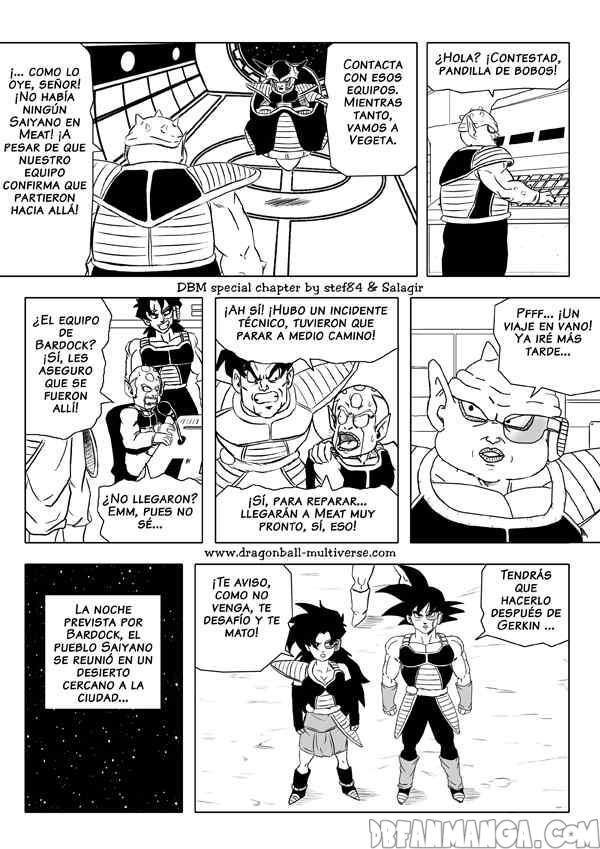 ¡... COMO LO
OYE, SEÑOR!
¡NO HABÍA
NINGÚN
SAIYANO EN
MEAT! ¡A
PESAR DE QUE
NUESTRO
EQUIPO
CONFIRMA QUE
PARTIERON
HACIA ALLÁ!
CONTACTA
CON ESOS
EQUIPOS.
MIENTRAS
TANTO,
VAMOS A
VEGETA.
¿HOLA? ¡CONTESTAD,
PANDILLA DE BOBOS!
DBM special chapter by stef84 & Salagir
¿EL EQUIPO
DE
BARDOCK?
¡SÍ, LES
ASEGURO
QUE SE
FUERON
ALLÍ!
¿NO LLEGARON?
EMM, PUES NO
SÉ...
¡AH SÍ! ¡HUBO UN INCIDENTE
TÉCNICO, TUVIERON QUE
PARAR A MEDIO CAMINO!
¡SÍ, PARA REPARAR...
LLEGARÁN A MEAT MUY
PRONTO, SÍ, ESO!
PFFF... ¡UN
VIAJE EN VANO!
YA IRÉ MÁS
TARDE...
www.dragonball-multiverse.com
LA NOCHE
PREVISTA POR
BARDOCK, EL
PUEBLO SAIYANO
SE REUNIÓ EN UN
DESIERTO
CERCANO A LA
CIUDAD...
¡TE AVISO,
COMO NO
VENGA, TE
DESAFÍO Y TE
MATO!
TENDRÁS
QUE
HACERLO
DESPUÉS DE
GERKIN ...
DBFANMANGA.COM